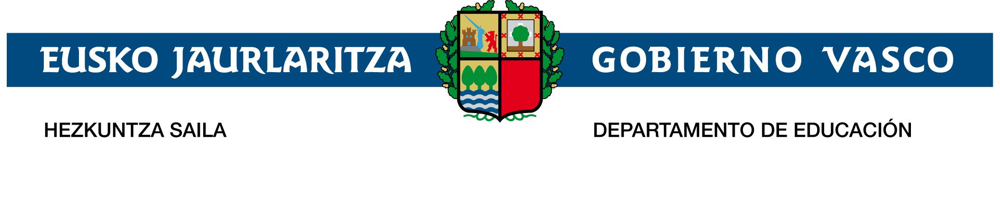 EUSKO JAURLARITZA
GOBIERNO VASCO
HEZKUNTZA SAILA
DEPARTAMENTO DE EDUCACIÓN